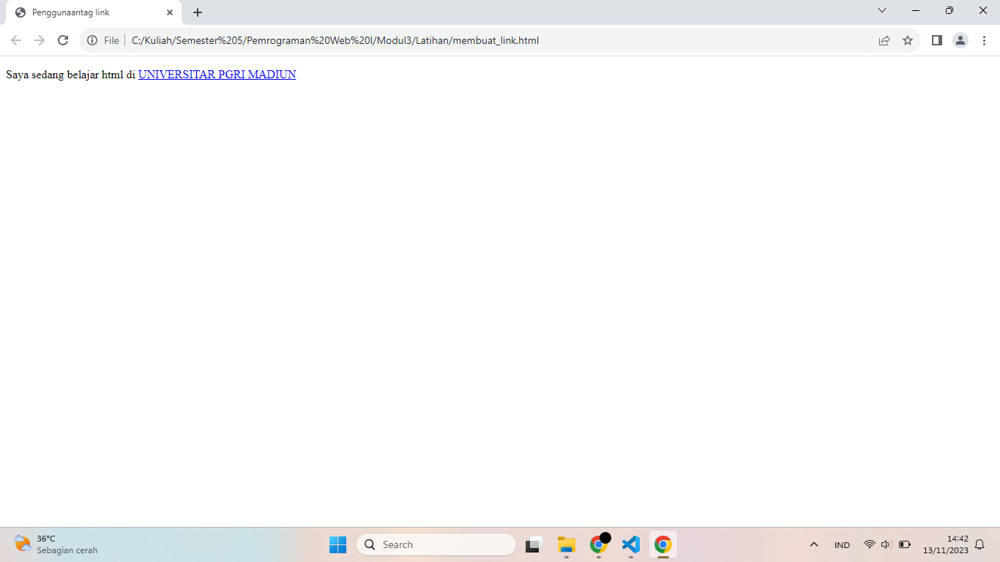 Penggunaantag link
File
C:/Kuliah/Semester%205/Pemrograman%20Web%20I/Modul3/Latihan/membuat_link.html
Saya sedang belajar html di UNIVERSITAR PGRI MADIUN
36°C
Sebagian cerah
Search
IND
14:42
13/11/2023